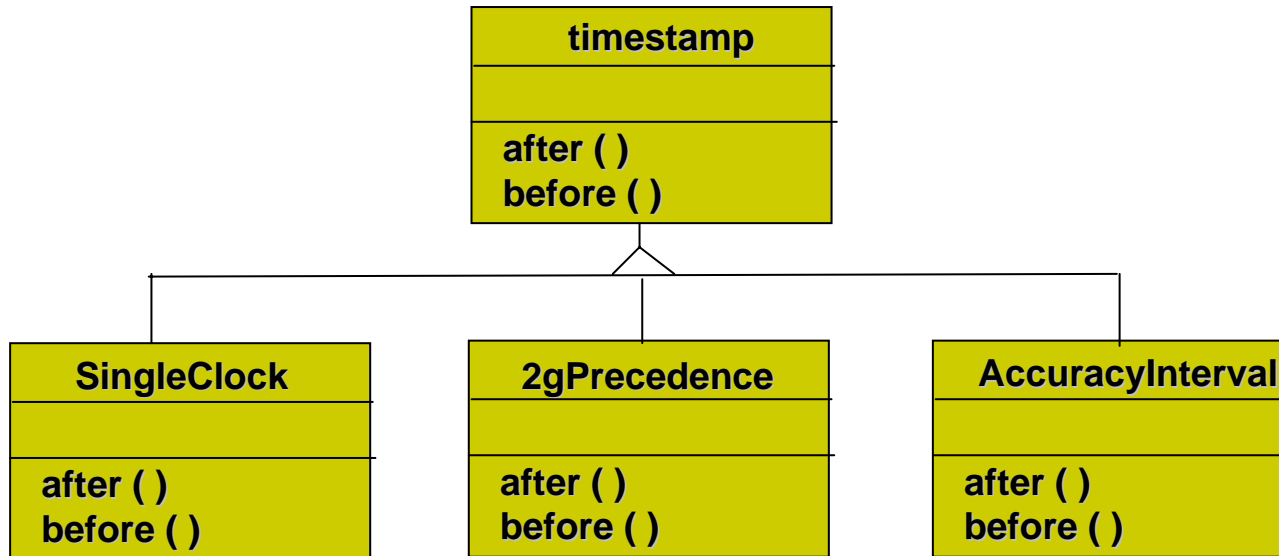 timestamp
after ( )
before ( )
SingleClock
after ( )
before ( )
2gPrecedence
after ( )
before ( )
AccuracyInterval
after ( )
before ( )